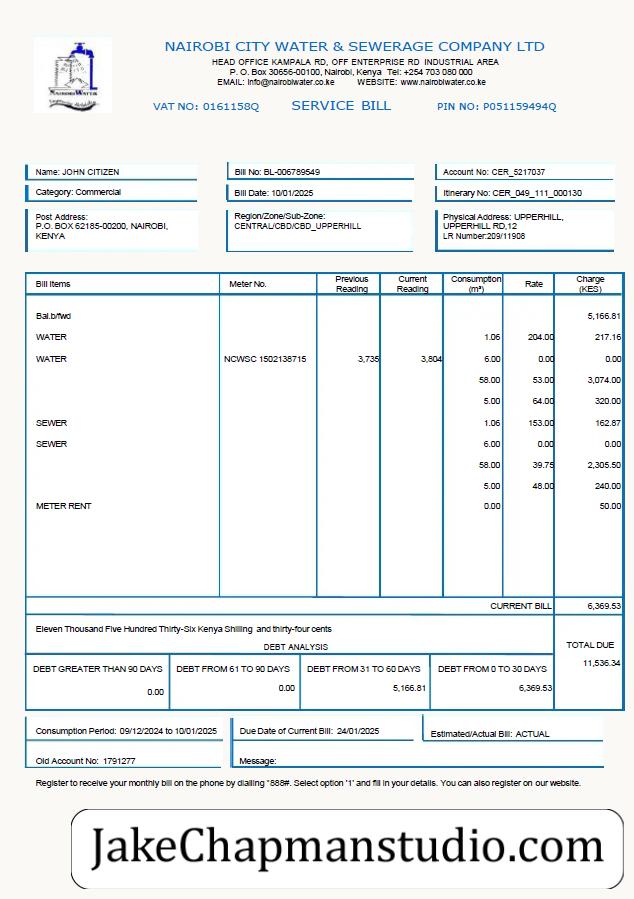 NAIROBI CITY WATER & SEWERAGE COMPANY LTD
HEAD OFFICE KAMPALA RD, OFF ENTERPRISE RD INDUSTRIAL AREA
P. O. Box 30656-00100, Nairobi, Kenya Tel: +254 703 080 000
EMAIL: Info@nairobiwater.co.ke WEBSITE: www.nairobiwater.co.ke
VAT NO: 0161158Q SERVICE BILL PIN NO: P051159494Q
Name: JOHN CITIZEN Bill No: BL-006789549 Account No: CER_5217037
Category: Commercial Bill Date: 10/01/2025 Itinerary No: CER_049_111_000130
Post Address:
P.O. BOX 62185-00200, NAIROBI,
KENYA
Region/Zone/Sub-Zone:
CENTRAL/CBD/CBD_UPPERHILL
Physical Address: UPPERHILL,
UPPERHILL RD,12
LR Number:209/11908
Bill Items Meter No. Previous Reading Current Reading Consumption (m³) Rate Charge (KES)
Bal.b/fwd 5,166.81
WATER 1.06 204.00 217.16
WATER NCWSC 1502138715 3,735 3,804 6.00 0.00 0.00
58.00 53.00 3,074.00
5.00 64.00 320.00
SEWER 1.06 153.00 162.87
SEWER 6.00 0.00 0.00
58.00 39.75 2,305.50
5.00 48.00 240.00
METER RENT 0.00 50.00
CURRENT BILL 6,369.53
Eleven Thousand Five Hundred Thirty-Six Kenya Shilling and thirty-four cents
DEBT ANALYSIS
TOTAL DUE
11,536.34
DEBT GREATER THAN 90 DAYS DEBT FROM 61 TO 90 DAYS DEBT FROM 31 TO 60 DAYS DEBT FROM 0 TO 30 DAYS
0.00 0.00 5,166.81 6,369.53
Consumption Period: 09/12/2024 to 10/01/2025 Due Date of Current Bill: 24/01/2025 Estimated/Actual Bill: ACTUAL
Old Account No: 1791277 Message:
Register to receive your monthly bill on the phone by dialling *888#. Select option '1' and fill in your details. You can also register on our website.
JakeChapmanstudio.com